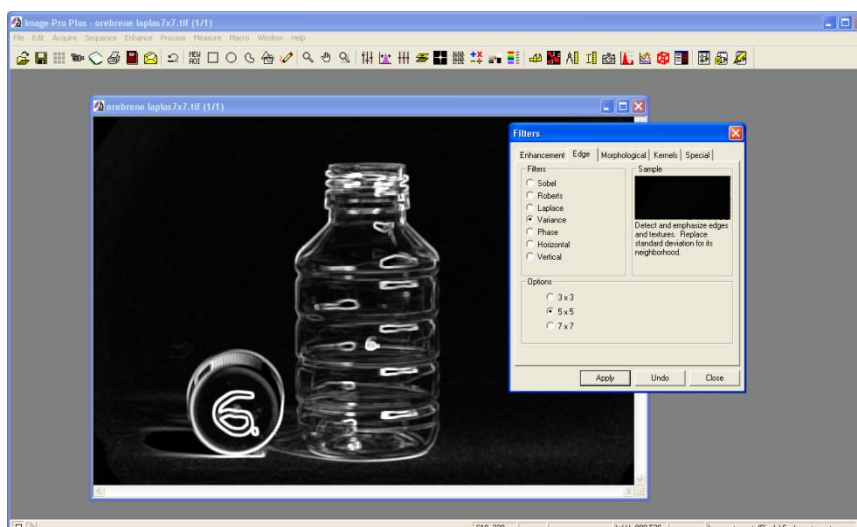 Image-Pro Plus - orebrene laplas7x7.tif (1/1)
File Edit Acquire Sequence Enhance Process Measure Macro Window Help
NEW
AOI
orebrene laplas7x7.tif (1/1)
Filters
Enhancement Edge Morphological Kernels Special
Filters
Sobel
Roberts
Laplace
Variance
Phase
Horizontal
Vertical
Sample
Detect and emphasize edges
and textures. Replace
standard deviation for its
neighborhood.
Options
3 x 3
5 x 5
7 x 7
Apply Undo Close
6.
6